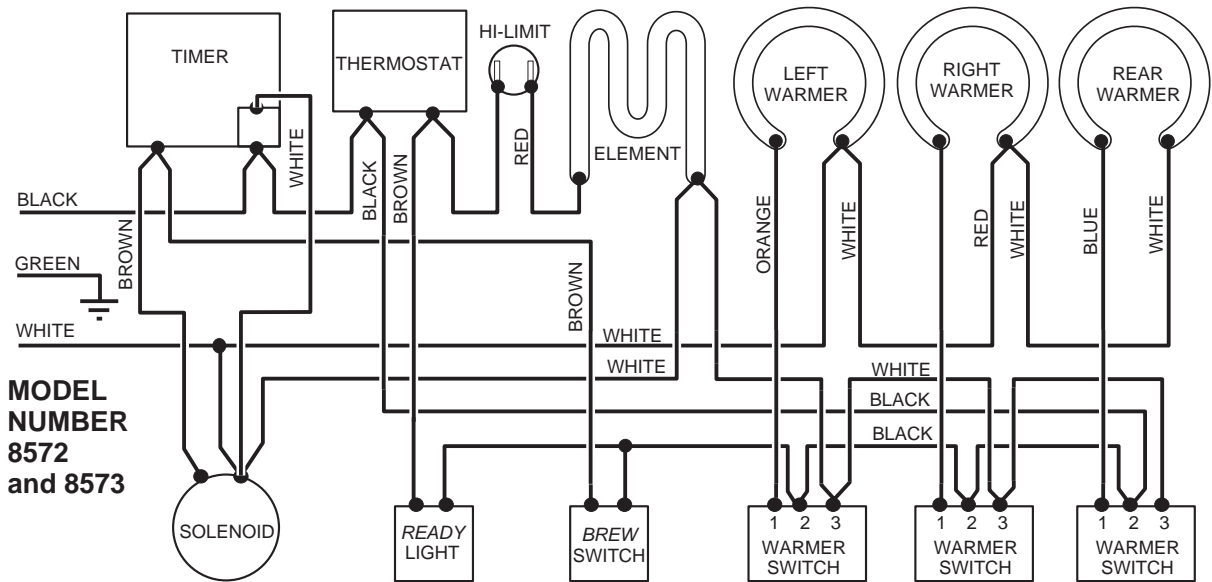 TIMER
THERMOSTAT
HI-LIMIT
ELEMENT
LEFT
WARMER
RIGHT
WARMER
REAR
WARMER
WHITE
BLACK
BROWN
RED
ORANGE
WHITE
RED
WHITE
BLUE
WHITE
BLACK
BROWN
GREEN
BROWN
WHITE
WHITE
WHITE
WHITE
BLACK
BLACK
MODEL
NUMBER
8572
and 8573
SOLENOID
READY
LIGHT
BREW
SWITCH
1 2 3
WARMER
SWITCH
1 2 3
WARMER
SWITCH
1 2 3
WARMER
SWITCH